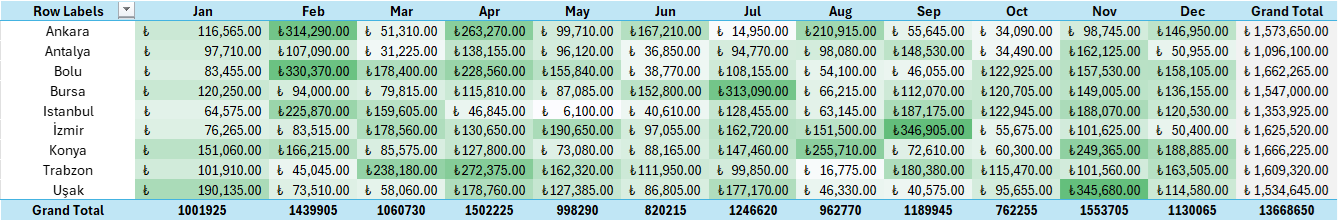 Row Labels Jan Feb Mar Apr May Jun Jul Aug Sep Oct Nov Dec Grand Total
Ankara ₺ 116,565.00 ₺314,290.00 ₺ 51,310.00 ₺263,270.00 ₺ 99,710.00 ₺167,210.00 ₺ 14,950.00 ₺210,915.00 ₺ 55,645.00 ₺ 34,090.00 ₺ 98,745.00 ₺146,950.00 ₺ 1,573,650.00
Antalya ₺ 97,710.00 ₺107,090.00 ₺ 31,225.00 ₺138,155.00 ₺ 96,120.00 ₺ 36,850.00 ₺ 94,770.00 ₺ 98,080.00 ₺148,530.00 ₺ 34,490.00 ₺162,125.00 ₺ 50,955.00 ₺ 1,096,100.00
Bolu ₺ 83,455.00 ₺330,370.00 ₺178,400.00 ₺228,560.00 ₺155,840.00 ₺ 38,770.00 ₺108,155.00 ₺ 54,100.00 ₺ 46,055.00 ₺122,925.00 ₺157,530.00 ₺158,105.00 ₺ 1,662,265.00
Bursa ₺ 120,250.00 ₺ 94,000.00 ₺ 79,815.00 ₺115,810.00 ₺ 87,085.00 ₺152,800.00 ₺313,090.00 ₺ 66,215.00 ₺112,070.00 ₺120,705.00 ₺149,005.00 ₺136,155.00 ₺ 1,547,000.00
Istanbul ₺ 64,575.00 ₺225,870.00 ₺159,605.00 ₺ 46,845.00 ₺ 6,100.00 ₺ 40,610.00 ₺128,455.00 ₺ 63,145.00 ₺187,175.00 ₺122,945.00 ₺188,070.00 ₺120,530.00 ₺ 1,353,925.00
İzmir ₺ 76,265.00 ₺ 83,515.00 ₺178,560.00 ₺130,650.00 ₺190,650.00 ₺ 97,055.00 ₺162,720.00 ₺151,500.00 ₺346,905.00 ₺ 55,675.00 ₺101,625.00 ₺ 50,400.00 ₺ 1,625,520.00
Konya ₺ 151,060.00 ₺166,215.00 ₺ 85,575.00 ₺127,800.00 ₺ 73,080.00 ₺ 88,165.00 ₺147,460.00 ₺255,710.00 ₺ 72,610.00 ₺ 60,300.00 ₺249,365.00 ₺188,885.00 ₺ 1,666,225.00
Trabzon ₺ 101,910.00 ₺ 45,045.00 ₺238,180.00 ₺272,375.00 ₺162,320.00 ₺111,950.00 ₺ 99,850.00 ₺ 16,775.00 ₺180,380.00 ₺115,470.00 ₺101,560.00 ₺163,505.00 ₺ 1,609,320.00
Uşak ₺ 190,135.00 ₺ 73,510.00 ₺ 58,060.00 ₺178,760.00 ₺127,385.00 ₺ 86,805.00 ₺177,170.00 ₺ 46,330.00 ₺ 40,575.00 ₺ 95,655.00 ₺345,680.00 ₺114,580.00 ₺ 1,534,645.00
Grand Total 1001925 1439905 1060730 1502225 998290 820215 1246620 962770 1189945 762255 1553705 1130065 13668650